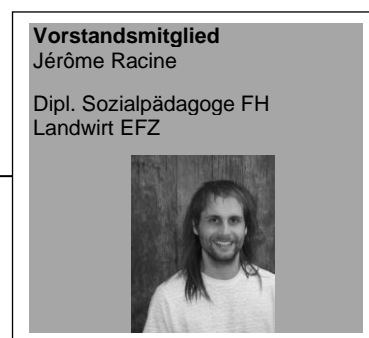 Vorstandsmitglied
Jérôme Racine
Dipl. Sozialpädagoge FH
Landwirt EFZ